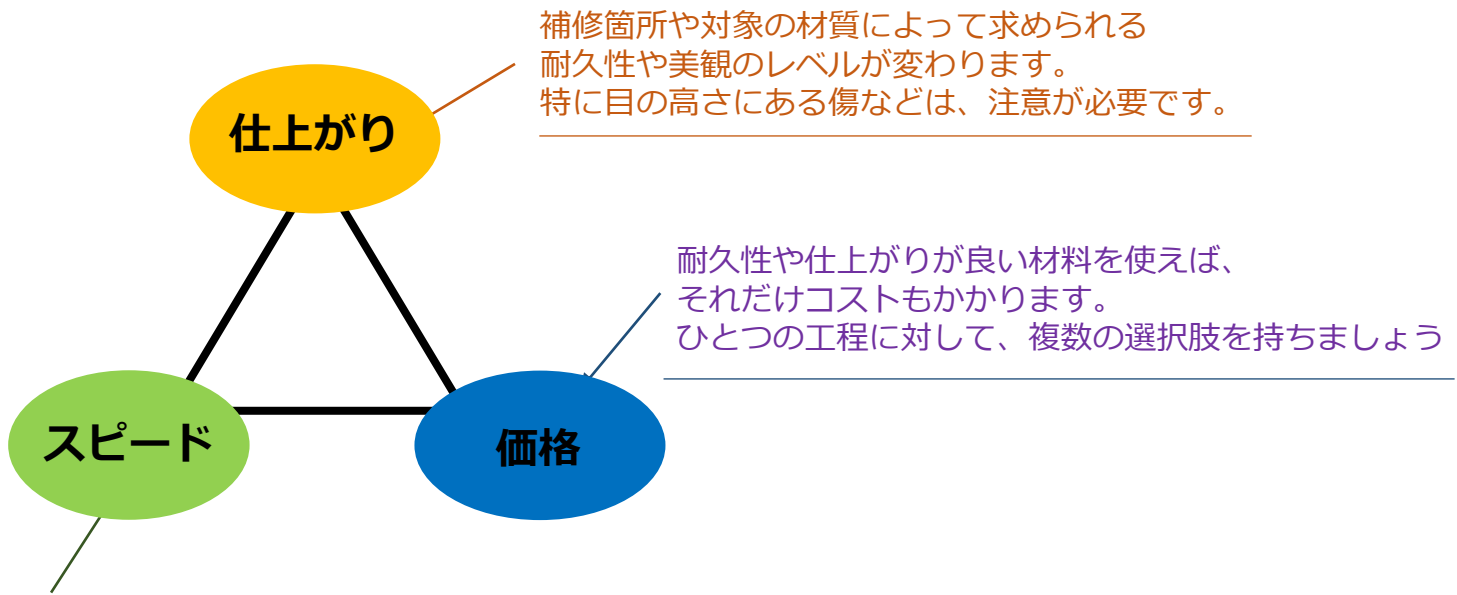 補修箇所や対象の材質によって求められる
耐久性や美観のレベルが変わります。
特に目の高さにある傷などは、注意が必要です。
仕上がり
耐久性や仕上がりが良い材料を使えば、
それだけコストもかかります。
ひとつの工程に対して、複数の選択肢を持ちましょう
スピード
価格